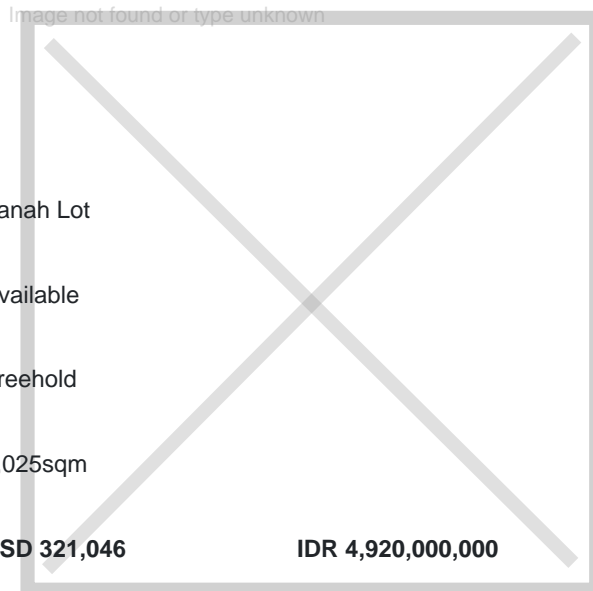 Image not found or type unknown
anah Lot
vailable
reehold
025sqm
SD 321,046 IDR 4,920,000,000